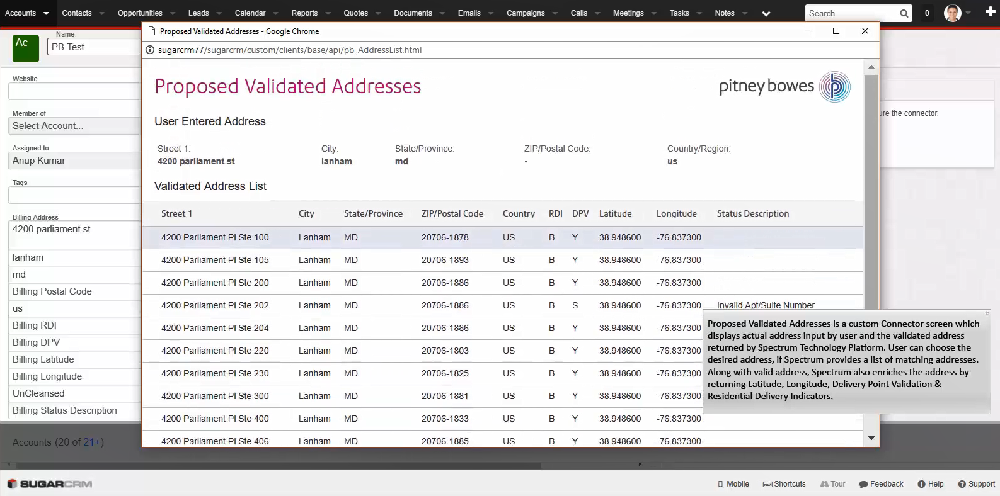 Accounts Contacts Opportunities Leads Calendar Reports Quotes Documents Emails Campaigns Calls Meetings Tasks Notes Search 0
Proposed Validated Addresses - Google Chrome
sugarcrm77/sugarcrm/custom/clients/base/api/pb_AddressList.html
Ac
Name
PB Test
Website
Member of
Select Account...
Assigned to
Anup Kumar
Tags
Billing Address
4200 parliament st
lanham
md
Billing Postal Code
us
Billing RDI
Billing DPV
Billing Latitude
Billing Longitude
UnCleansed
Billing Status Description
Accounts (20 of 21+)
Proposed Validated Addresses
pitney bowes
User Entered Address
Street 1: City: State/Province: ZIP/Postal Code: Country/Region:
4200 parliament st lanham md - us
Validated Address List
Street 1 City State/Province ZIP/Postal Code Country RDI DPV Latitude Longitude Status Description
4200 Parliament Pl Ste 100 Lanham MD 20706-1878 US B Y 38.948600 -76.837300
4200 Parliament Pl Ste 105 Lanham MD 20706-1893 US B Y 38.948600 -76.837300
4200 Parliament Pl Ste 200 Lanham MD 20706-1886 US B Y 38.948600 -76.837300
4200 Parliament Pl Ste 202 Lanham MD 20706-1886 US B S 38.948600 -76.837300 Invalid Apt/Suite Number
4200 Parliament Pl Ste 204 Lanham MD 20706-1886 US B Y 38.948600 -76.837300
4200 Parliament Pl Ste 220 Lanham MD 20706-1803 US B Y 38.948600 -76.837300
4200 Parliament Pl Ste 230 Lanham MD 20706-1825 US B Y 38.948600 -76.837300
4200 Parliament Pl Ste 300 Lanham MD 20706-1881 US B Y 38.948600 -76.837300
4200 Parliament Pl Ste 400 Lanham MD 20706-1833 US B Y 38.948600 -76.837300
4200 Parliament Pl Ste 406 Lanham MD 20706-1885 US B Y 38.948600 -76.837300
the connector.
Proposed Validated Addresses is a custom Connector screen which
displays actual address input by user and the validated address
returned by Spectrum Technology Platform. User can choose the
desired address, if Spectrum provides a list of matching addresses.
Along with valid address, Spectrum also enriches the address by
returning Latitude, Longitude, Delivery Point Validation &
Residential Delivery Indicators.
SUGARCRM
Mobile Shortcuts Tour Feedback Help Support